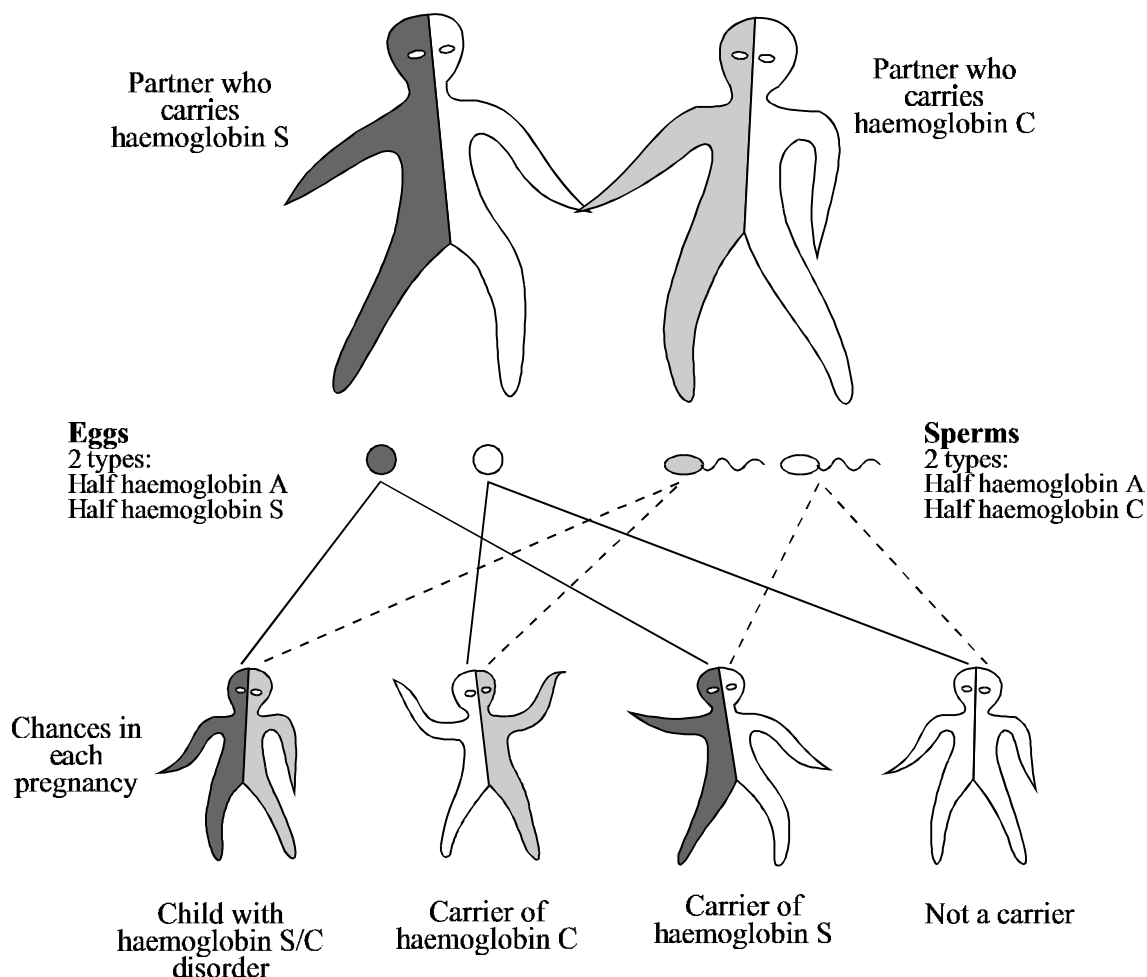 Partner who
carries
haemoglobin S
Partner who
carries
haemoglobin C
Eggs
2 types:
Half haemoglobin A
Half haemoglobin S
Sperms
2 types:
Half haemoglobin A
Half haemoglobin C
Chances in
each
pregnancy
Child with
haemoglobin S/C
disorder
Carrier of
haemoglobin C
Carrier of
haemoglobin S
Not a carrier